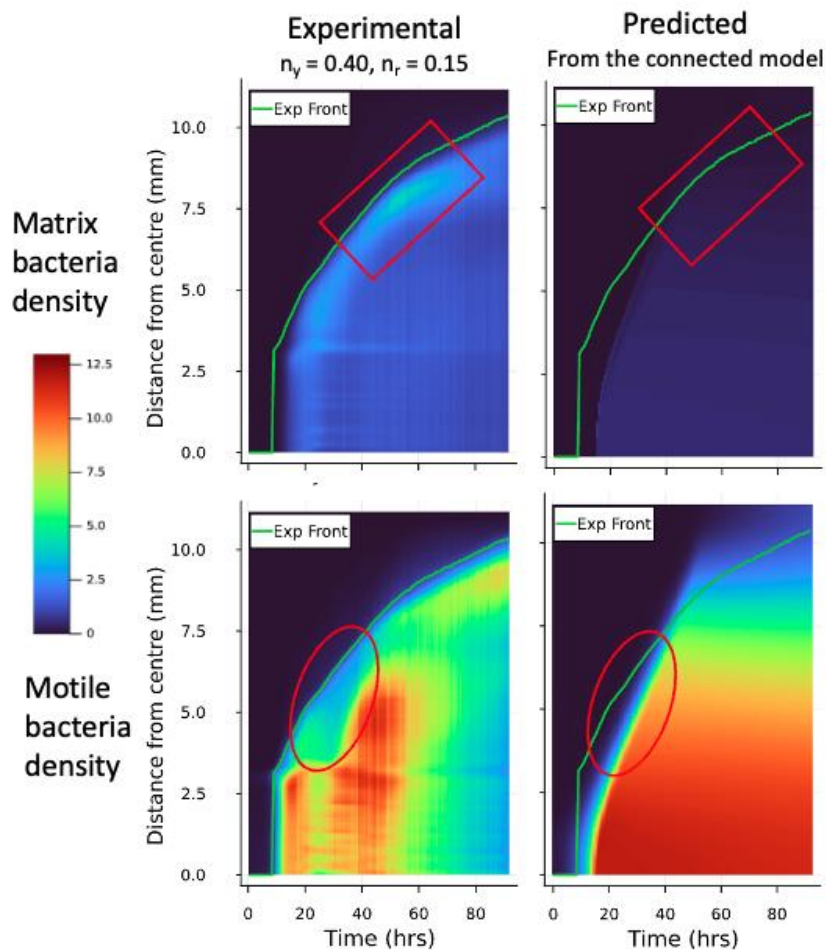 Experimental
n_y = 0.40, n_r = 0.15
Predicted
From the connected model
Matrix
bacteria
density
12.5
10.0
7.5
5.0
2.5
0
Motile
bacteria
density
Distance from centre (mm)
10.0
7.5
5.0
2.5
0.0
Exp Front
Exp Front
Distance from centre (mm)
10.0
7.5
5.0
2.5
0.0
Exp Front
Exp Front
0
20
40
60
80
Time (hrs)
0
20
40
60
80
Time (hrs)